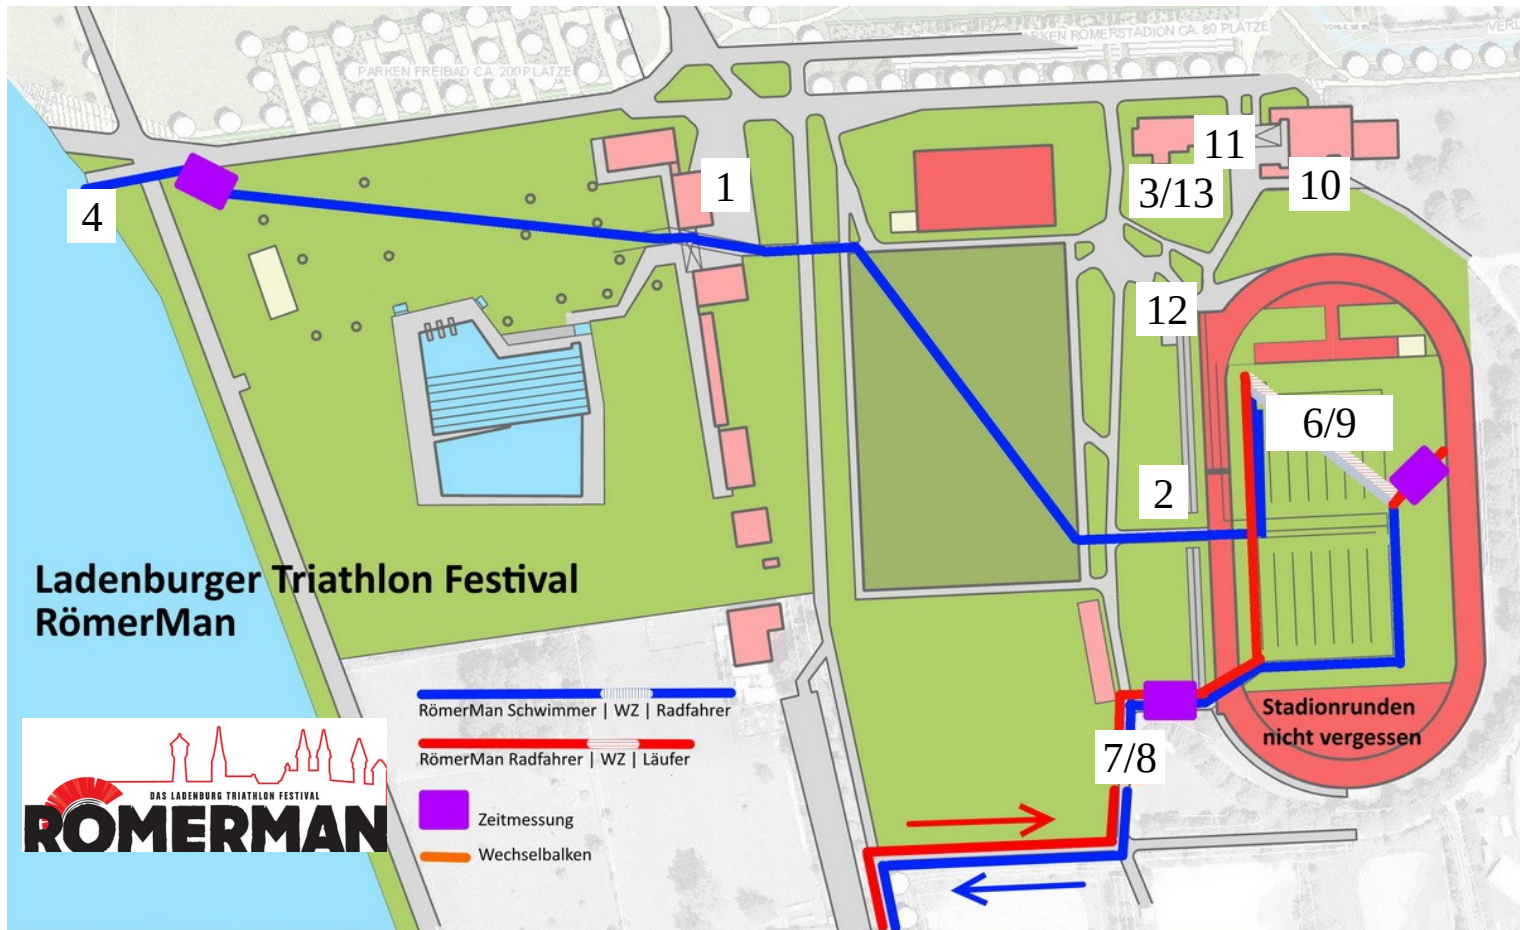 PARKEN RÖMERSTADION CA. 80 PLÄTZE
PARKEN FREIBAD CA. 200 PLÄTZE
11
1
3/13
10
4
12
6/9
2
Ladenburger Triathlon Festival
RömerMan
RömerMan Schwimmer | WZ | Radfahrer
RömerMan Radfahrer | WZ | Läufer
Zeitmessung
Wechselbalken
Stadionrunden
nicht vergessen
7/8
DAS LADENBURG TRIATHLON FESTIVAL
RÖMERMAN